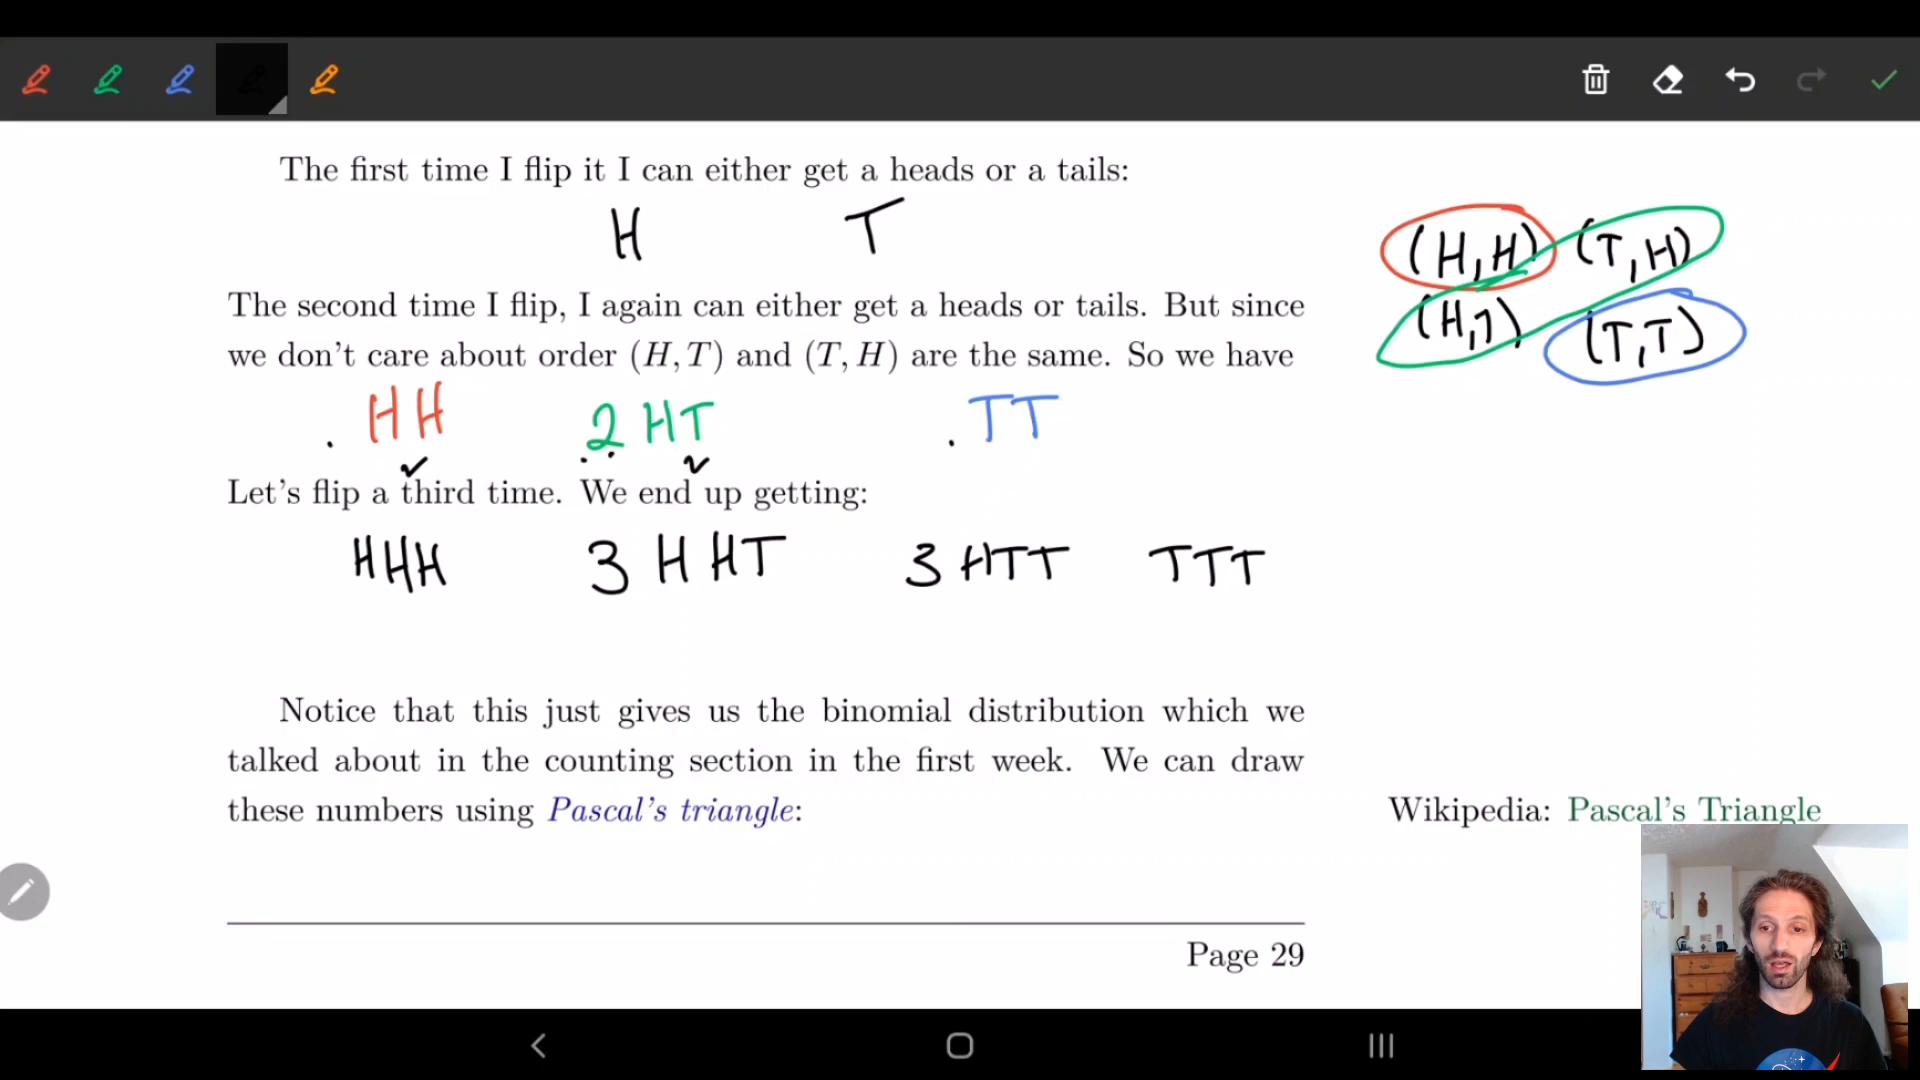 The first time I flip it I can either get a heads or a tails:
H T
(H,H) (T,H)
The second time I flip, I again can either get a heads or tails. But since
(H,T) (T,T)
we don't care about order (H, T) and (T, H) are the same. So we have
HH 2 HT TT
Let's flip a third time. We end up getting:
HHH 3 HHT 3 HTT TTT
Notice that this just gives us the binomial distribution which we
talked about in the counting section in the first week. We can draw
these numbers using Pascal's triangle:
Wikipedia: Pascal's Triangle
Page 29